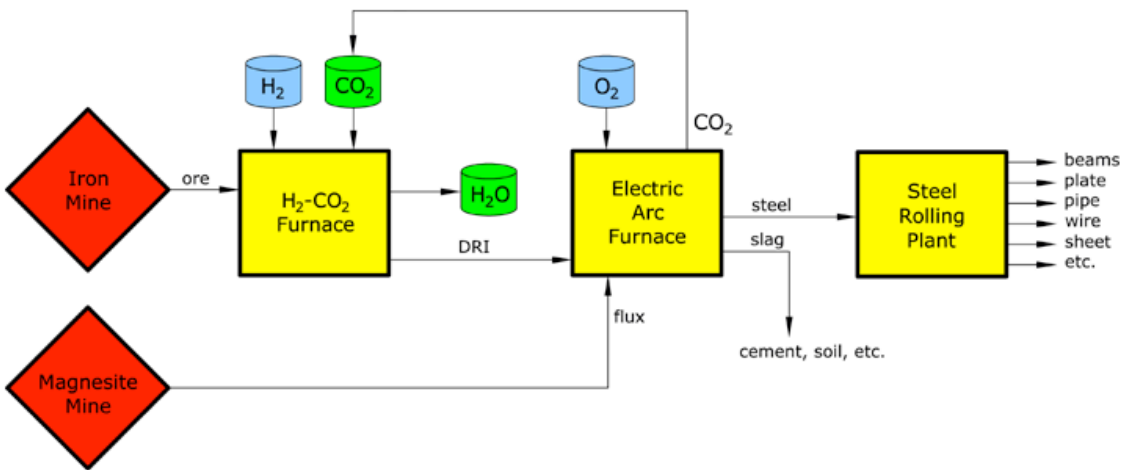 H₂
CO₂
O₂
CO₂
Iron
Mine
ore
H₂-CO₂
Furnace
H₂O
DRI
Electric
Arc
Furnace
steel
slag
Steel
Rolling
Plant
beams
plate
pipe
wire
sheet
etc.
flux
cement, soil, etc.
Magnesite
Mine